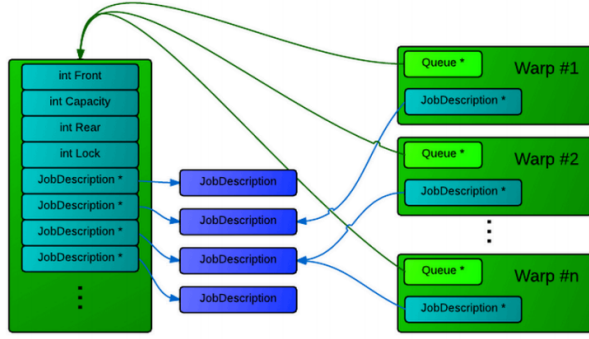 int Front
int Capacity
int Rear
int Lock
JobDescription *
JobDescription *
JobDescription *
JobDescription *
JobDescription
JobDescription
JobDescription
JobDescription
Queue *
Warp #1
JobDescription *
Queue *
Warp #2
JobDescription *
Queue *
Warp #n
JobDescription *